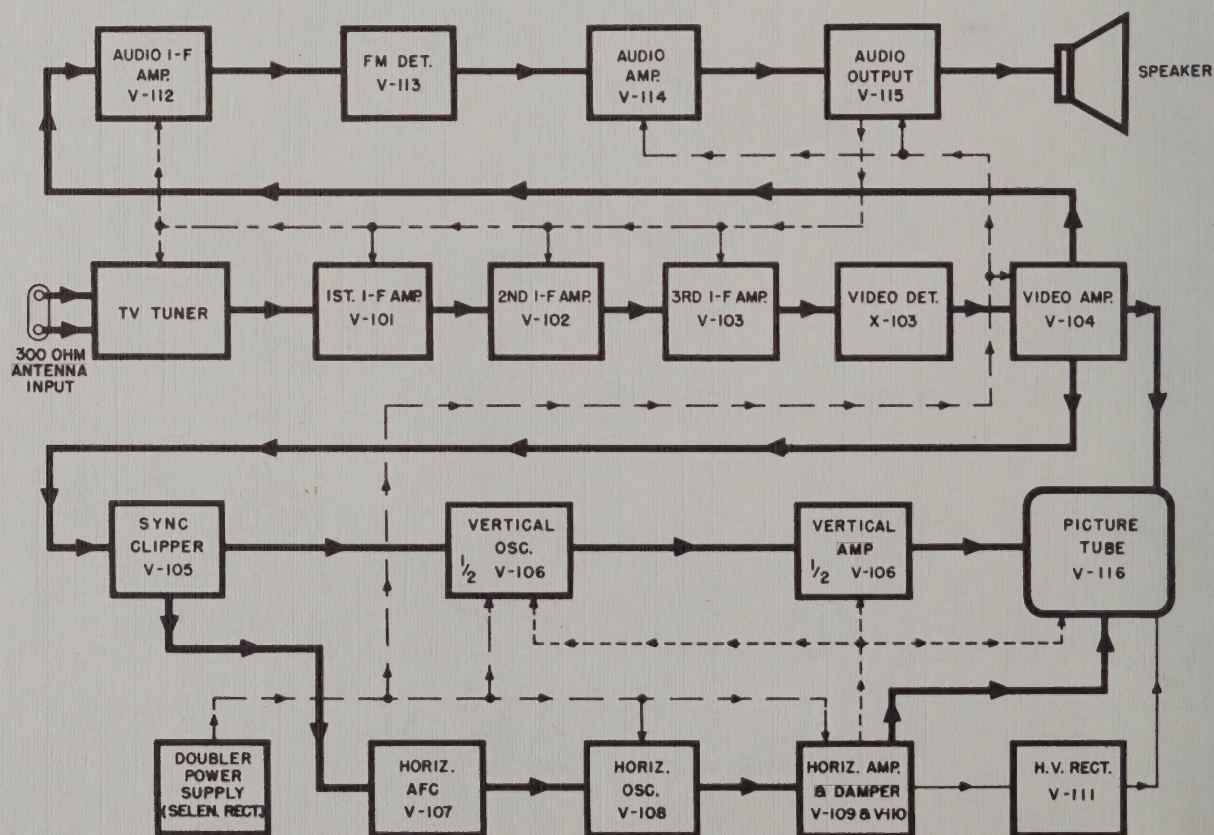 AUDIO I-F
AMP.
V-112
FM DET.
V-113
AUDIO
AMP.
V-114
AUDIO
OUTPUT
V-115
SPEAKER
TV TUNER
300 OHM
ANTENNA
INPUT
1ST. I-F AMP.
V-101
2ND I-F AMP.
V-102
3RD I-F AMP.
V-103
VIDEO DET.
X-103
VIDEO AMP.
V-104
SYNC
CLIPPER
V-105
VERTICAL
OSC.
1/2 V-106
VERTICAL
AMP
1/2 V-106
PICTURE
TUBE
V-116
DOUBLER
POWER
SUPPLY
(SELEN. RECT.)
HORIZ.
AFC
V-107
HORIZ.
OSC.
V-108
HORIZ. AMP.
& DAMPER
V-109 & V-110
H.V. RECT.
V-111